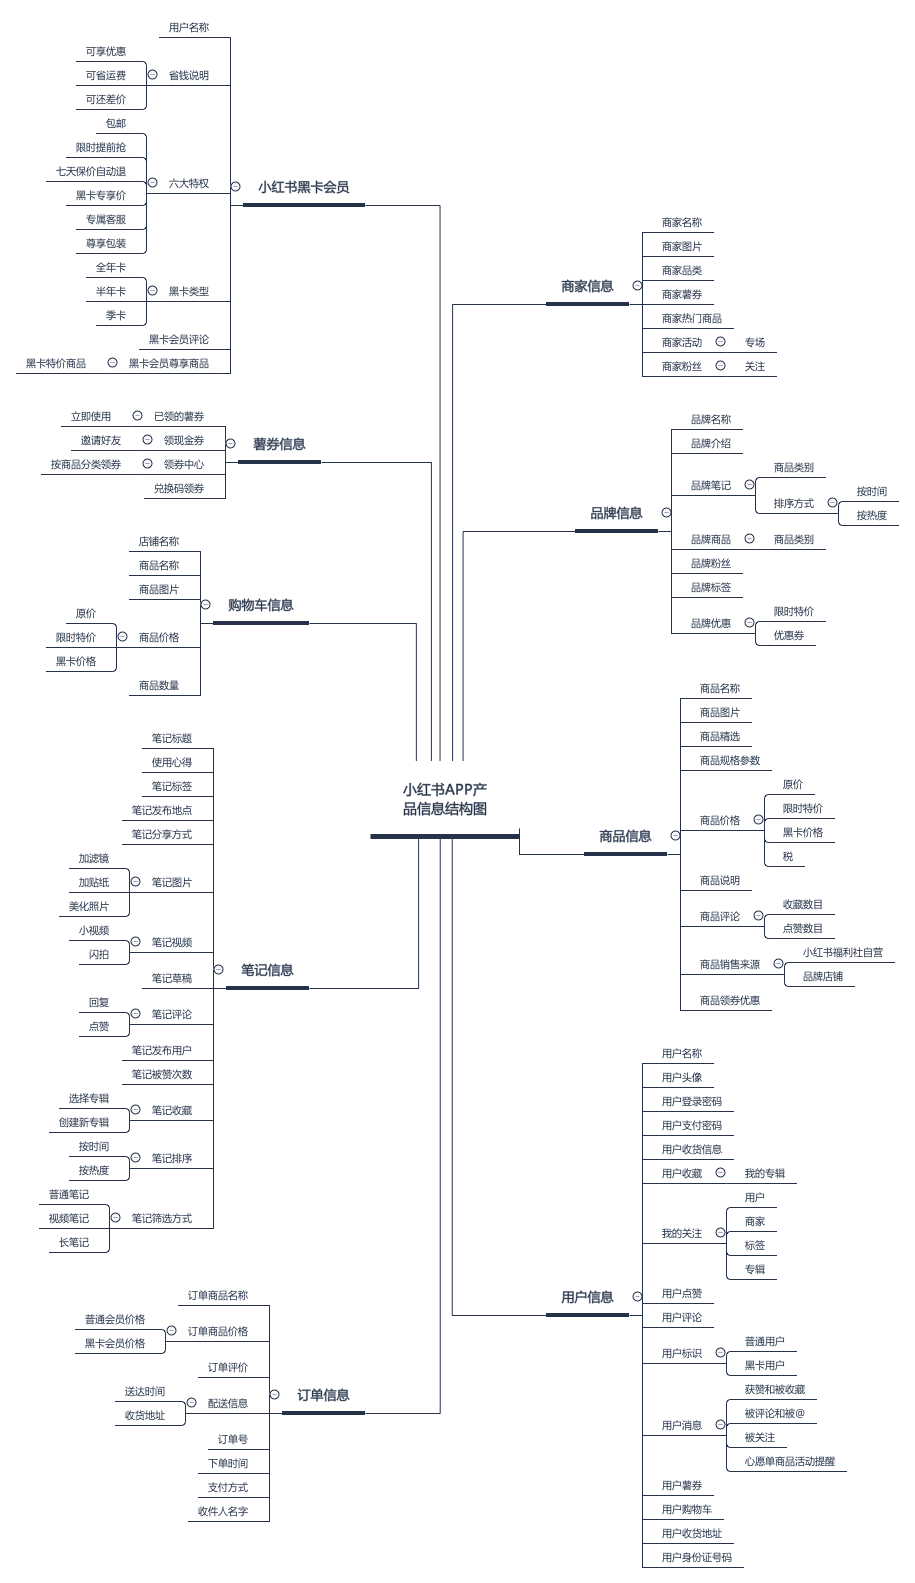 小红书APP产
品信息结构图
小红书黑卡会员
用户名称
省钱说明
可享优惠
可省运费
可还差价
六大特权
包邮
限时提前抢
七天保价自动退
黑卡专享价
专属客服
尊享包装
黑卡类型
全年卡
半年卡
季卡
黑卡会员评论
黑卡会员尊享商品
黑卡特价商品
薯券信息
已领的薯券
立即使用
领现金券
邀请好友
领券中心
按商品分类领券
兑换码领券
购物车信息
店铺名称
商品名称
商品图片
商品价格
原价
限时特价
黑卡价格
商品数量
笔记信息
笔记标题
使用心得
笔记标签
笔记发布地点
笔记分享方式
笔记图片
加滤镜
加贴纸
美化照片
笔记视频
小视频
闪拍
笔记草稿
笔记评论
回复
点赞
笔记发布用户
笔记被赞次数
笔记收藏
选择专辑
创建新专辑
笔记排序
按时间
按热度
笔记筛选方式
普通笔记
视频笔记
长笔记
订单信息
订单商品名称
订单商品价格
普通会员价格
黑卡会员价格
订单评价
配送信息
送达时间
收货地址
订单号
下单时间
支付方式
收件人名字
商家信息
商家名称
商家图片
商家品类
商家薯券
商家热门商品
商家活动
专场
商家粉丝
关注
品牌信息
品牌名称
品牌介绍
品牌笔记
商品类别
排序方式
按时间
按热度
品牌商品
商品类别
品牌粉丝
品牌标签
品牌优惠
限时特价
优惠券
商品信息
商品名称
商品图片
商品精选
商品规格参数
商品价格
原价
限时特价
黑卡价格
税
商品说明
商品评论
收藏数目
点赞数目
商品销售来源
小红书福利社自营
品牌店铺
商品领券优惠
用户信息
用户名称
用户头像
用户登录密码
用户支付密码
用户收货信息
用户收藏
我的专辑
我的关注
用户
商家
标签
专辑
用户点赞
用户评论
用户标识
普通用户
黑卡用户
用户消息
获赞和被收藏
被评论和被@
被关注
心愿单商品活动提醒
用户薯券
用户购物车
用户收货地址
用户身份证号码